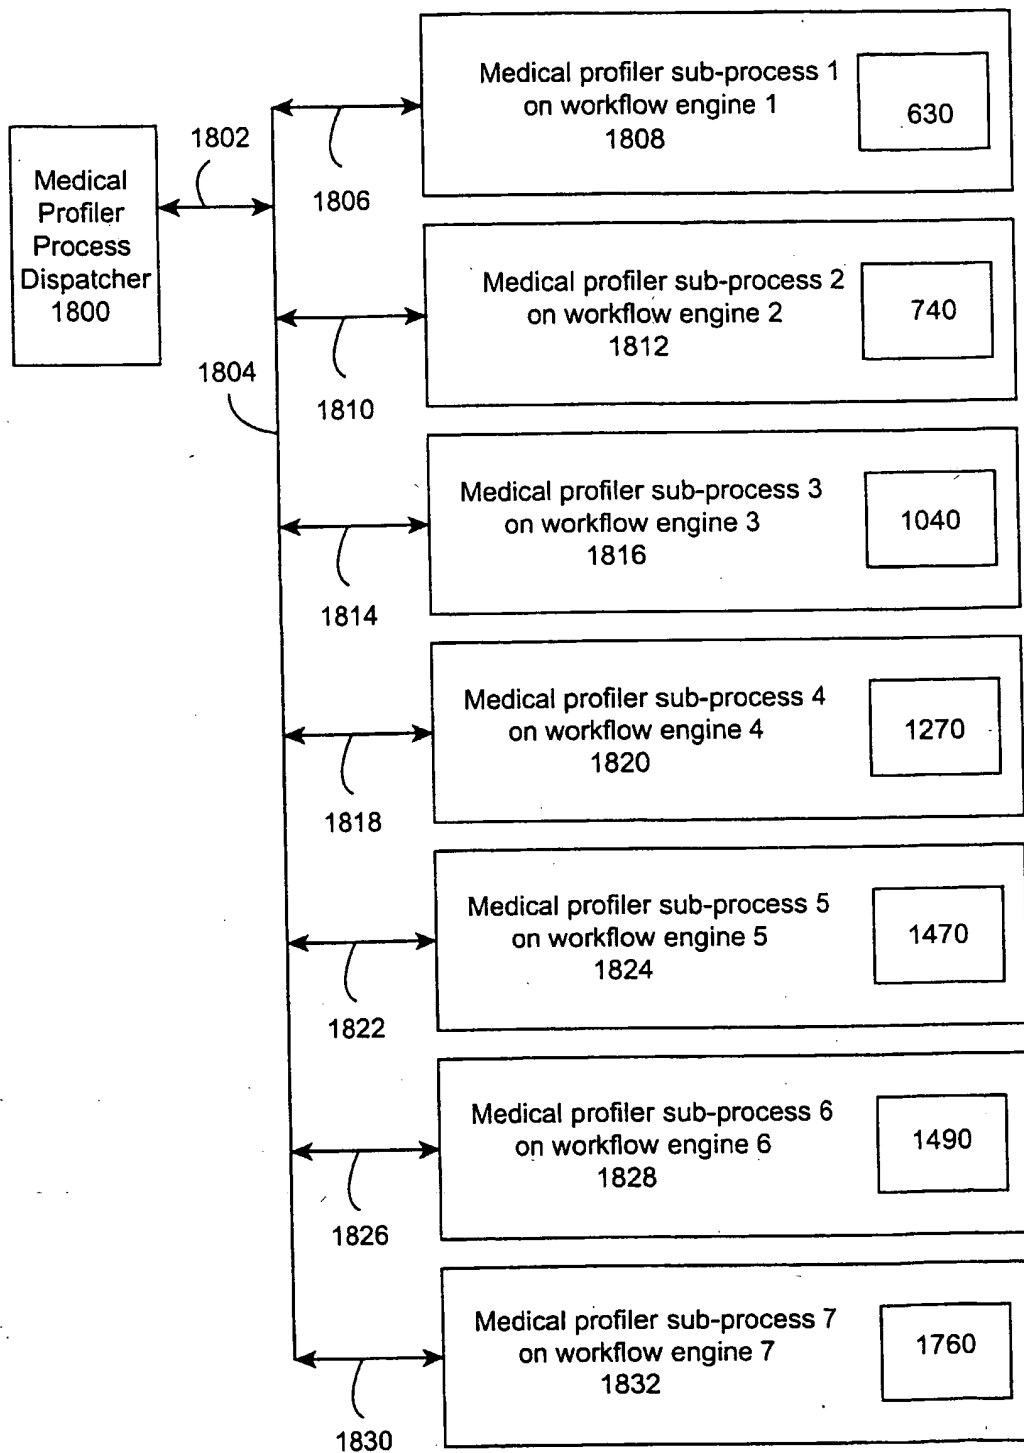 Medical
Profiler
Process
Dispatcher
1800
1802
1804
1806
Medical profiler sub-process 1
on workflow engine 1
1808
630
1810
Medical profiler sub-process 2
on workflow engine 2
1812
740
1814
Medical profiler sub-process 3
on workflow engine 3
1816
1040
1818
Medical profiler sub-process 4
on workflow engine 4
1820
1270
1822
Medical profiler sub-process 5
on workflow engine 5
1824
1470
1826
Medical profiler sub-process 6
on workflow engine 6
1828
1490
1830
Medical profiler sub-process 7
on workflow engine 7
1832
1760